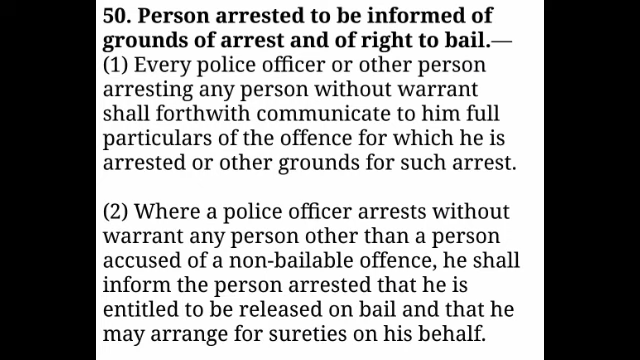 50. Person arrested to be informed of
grounds of arrest and of right to bail.—
(1) Every police officer or other person
arresting any person without warrant
shall forthwith communicate to him full
particulars of the offence for which he is
arrested or other grounds for such arrest.
(2) Where a police officer arrests without
warrant any person other than a person
accused of a non-bailable offence, he shall
inform the person arrested that he is
entitled to be released on bail and that he
may arrange for sureties on his behalf.